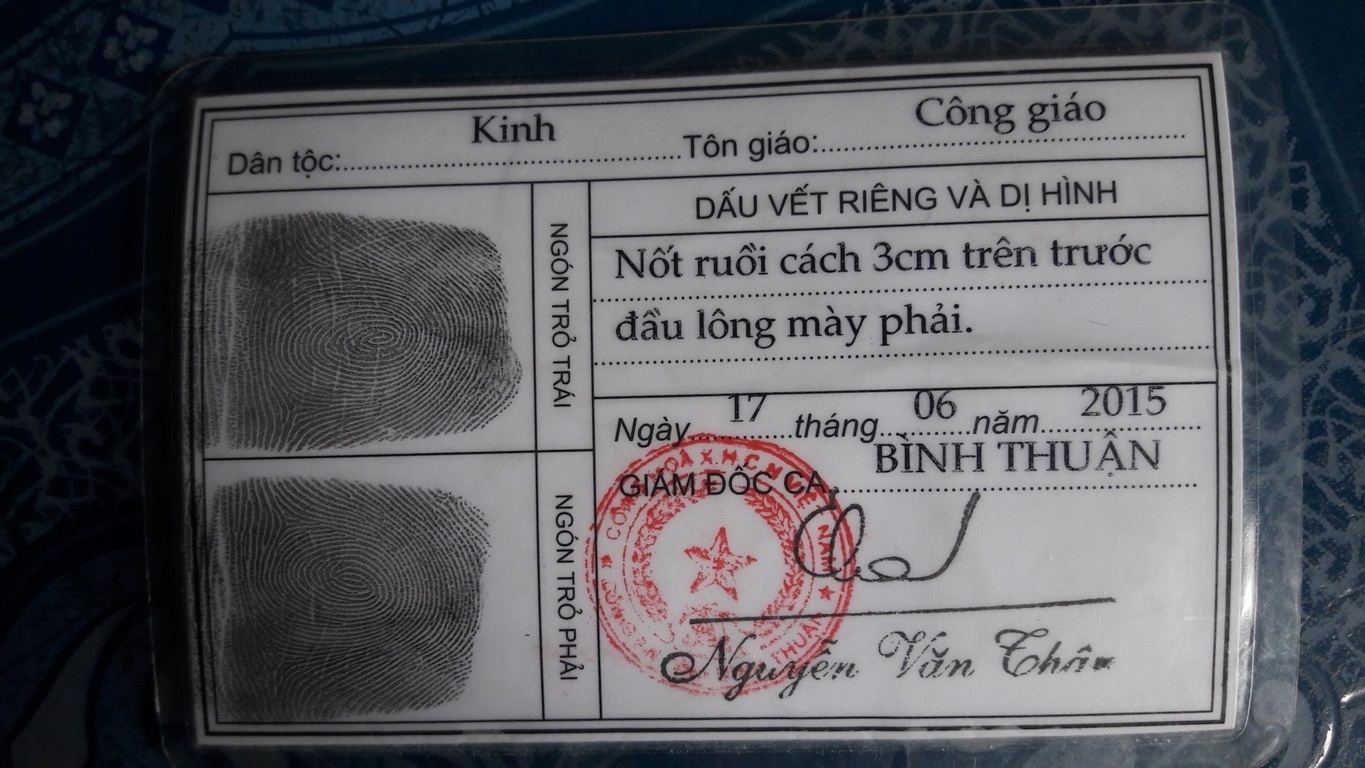 Dân tộc: Kinh Tôn giáo: Công giáo
NGÓN TRỎ TRÁI
NGÓN TRỎ PHẢI
DẤU VẾT RIÊNG VÀ DỊ HÌNH
Nốt ruồi cách 3cm trên trước
đầu lông mày phải.
Ngày 17 tháng 06 năm 2015
GIÁM ĐỐC CA BÌNH THUẬN
Nguyễn Văn